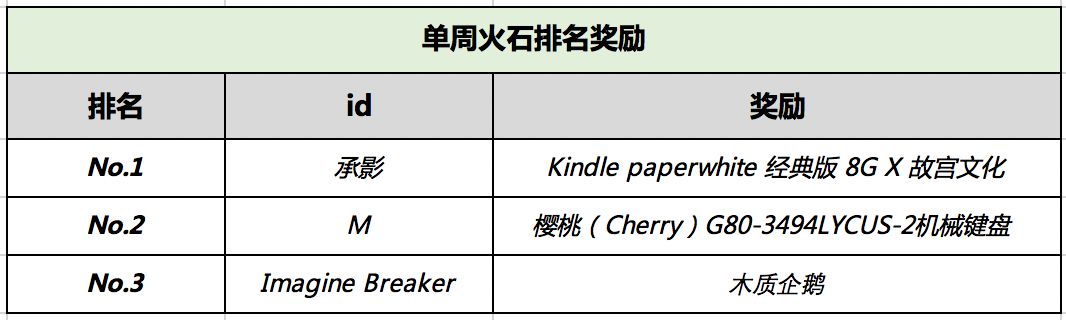 单周火石排名奖励
排名 id 奖励
No.1 承影 Kindle paperwhite 经典版 8G X 故宫文化
No.2 M 樱桃（Cherry）G80-3494LYCUS-2机械键盘
No.3 Imagine Breaker 木质企鹅